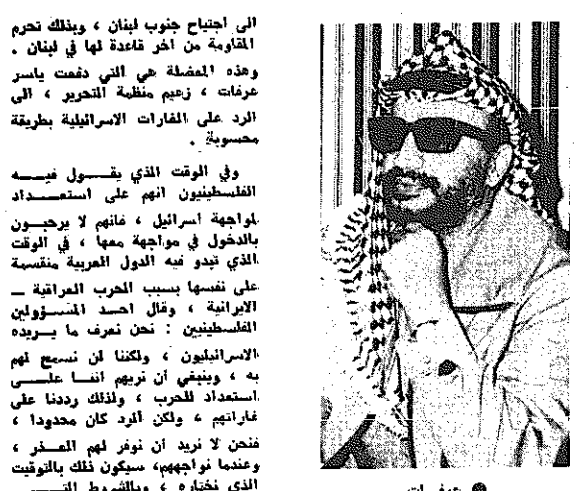 الى اجتياح جنوب لبنان ، وبذلك تحرم
المقاومة من اخر قاعدة لها في لبنان .
وهذه المعضلة هي التي دفعت ياسر
عرفات ، زعيم منظمة التحرير ، الى
الرد على الغارات الاسرائيلية بطريقة
محسوبة .
وفي الوقت الذي يقـــول فيـــه
الفلسطينيون انهم على استعـــداد
لمواجهة اسرائيل ، فانهم لا يرحبــون
بالدخول في مواجهة معها ، في الوقت
الذي تبدو فيه الدول العربية منقسمة
على نفسها بسبب الحرب العراقية ــ
الايرانية ، وقال احــد المســؤولين
الفلسطينيين : نحن نعرف ما يــريده
الاسرائيليون ، ولكننا لن نسمح لهم
به ، وينبغي أن نريهم اننــا علـــى
استعداد للحرب ، ولذلك رددنا على
غاراتهم ، ولكن الرد كان محدودا ،
فنحن لا نريد أن نوفر لهم العــذر ،
وعندما نواجههم، سيكون ذلك بالتوقيت
الذي نختاره ، وبالشروط التـــي
● عرفــات